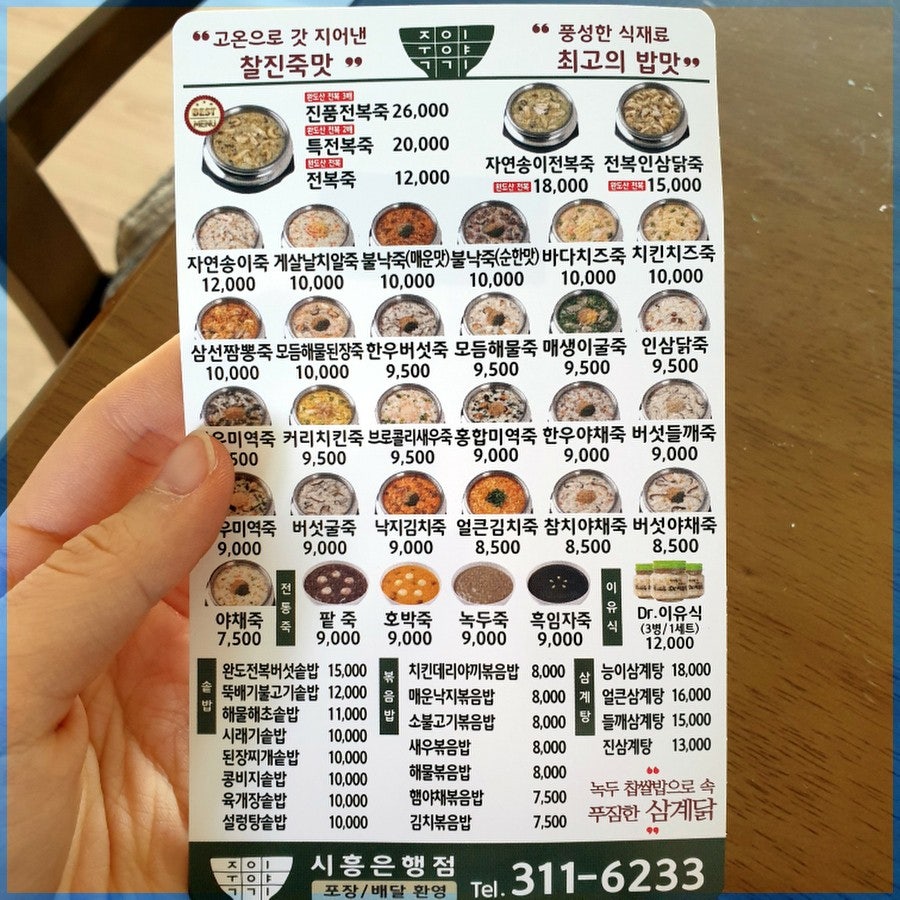 ❝고온으로 갓 지어낸
찰진죽맛❞
죽이야기
❝풍성한 식재료
최고의 밥맛❞
BEST
MENU
완도산 전복 3배
진품전복죽 26,000
완도산 전복 2배
특전복죽 20,000
완도산 전복
전복죽 12,000
자연송이전복죽 전복인삼닭죽
완도산 전복 18,000 완도산 전복 15,000
자연송이죽 게살날치알죽 불낙죽(매운맛) 불낙죽(순한맛) 바다치즈죽 치킨치즈죽
12,000 10,000 10,000 10,000 10,000 10,000
삼선짬뽕죽 모듬해물된장죽 한우버섯죽 모듬해물죽 매생이굴죽 인삼닭죽
10,000 10,000 9,500 9,500 9,500 9,500
우미역죽 커리치킨죽 브로콜리새우죽 홍합미역죽 한우야채죽 버섯들깨죽
500 9,500 9,500 9,000 9,000 9,000
우미역죽 버섯굴죽 낙지김치죽 얼큰김치죽 참치야채죽 버섯야채죽
9,000 9,000 9,000 8,500 8,500 8,500
야채죽
7,500
전통죽
팥 죽 호박죽 녹두죽 흑임자죽
9,000 9,000 9,000 9,000
이유식
Dr.이유식
(3병/1세트)
12,000
솥밥
완도전복버섯솥밥 15,000
뚝배기불고기솥밥 12,000
해물해초솥밥 11,000
시래기솥밥 10,000
된장찌개솥밥 10,000
콩비지솥밥 10,000
육개장솥밥 10,000
설렁탕솥밥 10,000
볶음밥
치킨데리야끼볶음밥 8,000
매운낙지볶음밥 8,000
소불고기볶음밥 8,000
새우볶음밥 8,000
해물볶음밥 8,000
햄야채볶음밥 7,500
김치볶음밥 7,500
삼계탕
능이삼계탕 18,000
얼큰삼계탕 16,000
들깨삼계탕 15,000
진삼계탕 13,000
❝
녹두 찹쌀밥으로 속
푸짐한 삼계닭
❞
죽이야기
시흥은행점
포장/배달 환영
Tel. 311-6233